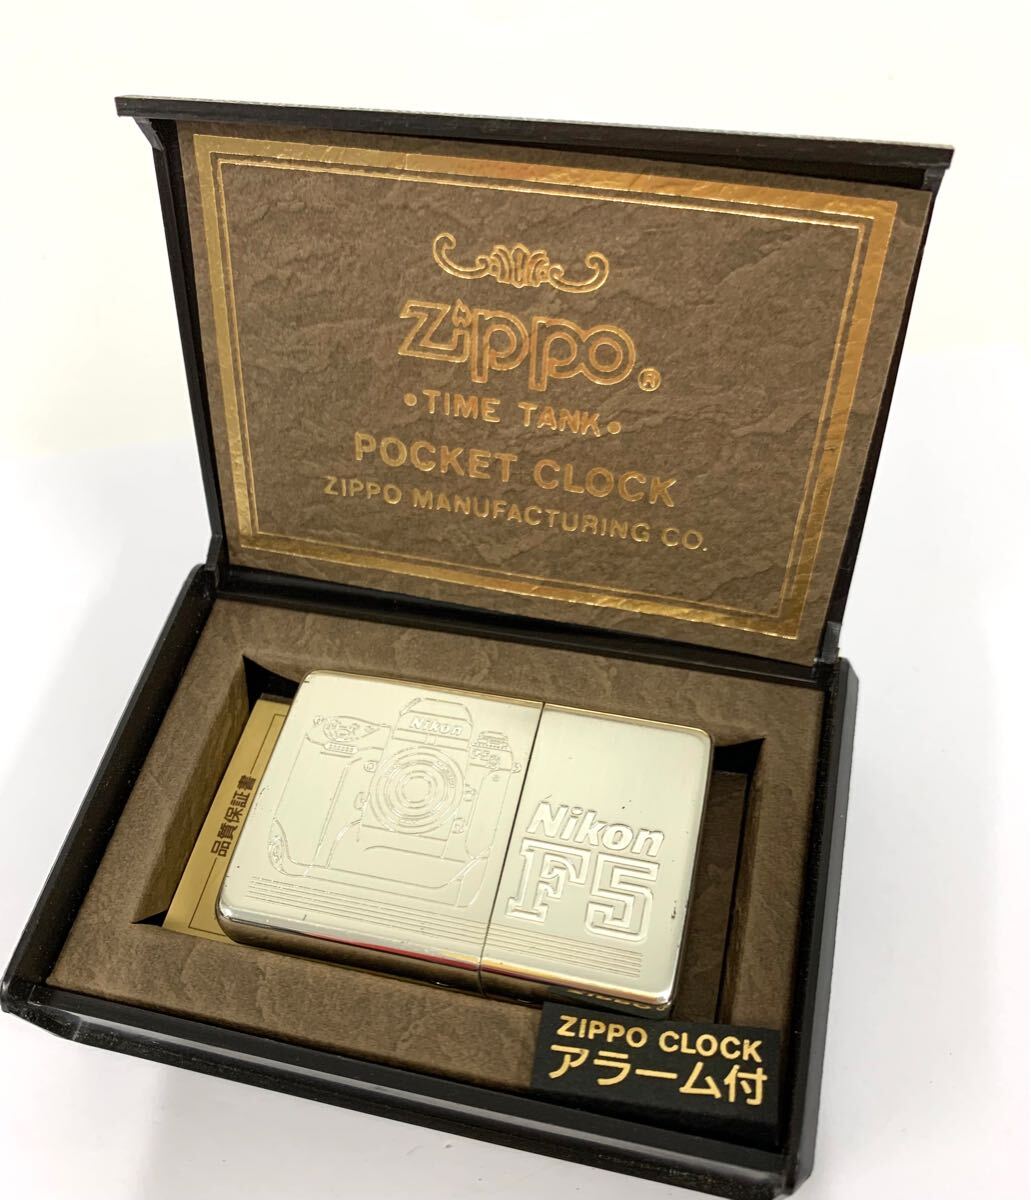 Zippo®
•TIME TANK•
POCKET CLOCK
ZIPPO MANUFACTURING CO.
品質保証書
Nikon
F5
Nikon
F5
ZIPPO CLOCK
アラーム付